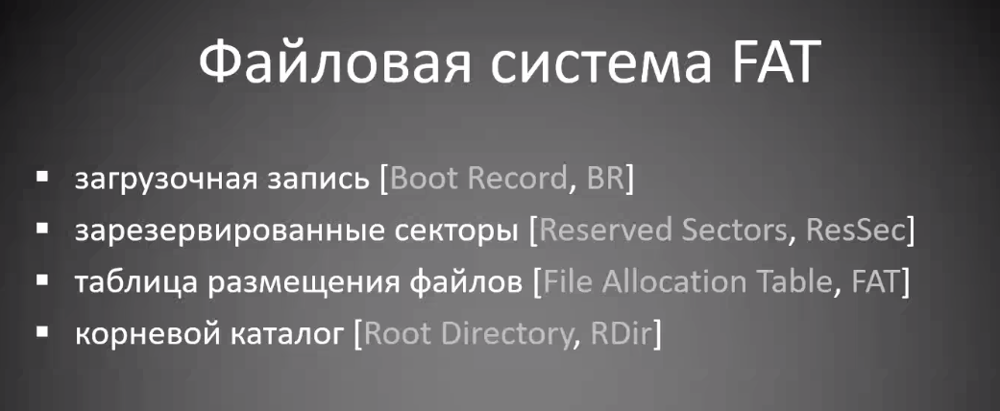 Файловая система FAT
▪ загрузочная запись [Boot Record, BR]
▪ зарезервированные секторы [Reserved Sectors, ResSec]
▪ таблица размещения файлов [File Allocation Table, FAT]
▪ корневой каталог [Root Directory, RDir]